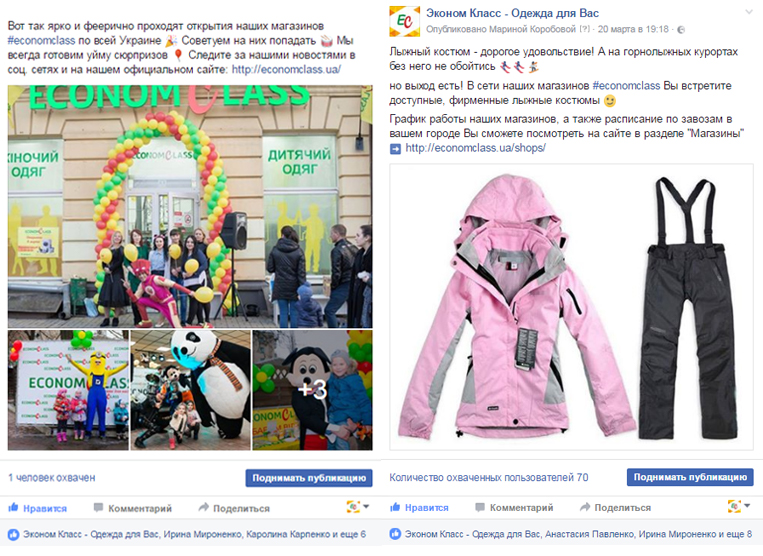 Вот так ярко и феерично проходят открытия наших магазинов
#economclass по всей Украине 🎉 Советуем на них попадать Мы
всегда готовим уйму сюрпризов 🎈 Следите за нашими новостями в
соц. сетях и на нашем официальном сайте: http://economclass.ua/
ECONOM CLASS
ЖІНОЧИЙ
ОДЯГ
ECONOMCLASS
ДИТЯЧИЙ
ОДЯГ
ECONOM CLASS
ECONOMCLASS
+3
1 человек охвачен
Поднимать публикацию
Нравится Комментарий Поделиться
Эконом Класс - Одежда для Вас, Ирина Мироненко, Каролина Карпенко и еще 6
ЕС
Эконом Класс - Одежда для Вас
Опубликовано Мариной Коробовой [?] · 20 марта в 19:18 ·
Лыжный костюм - дорогое удовольствие! А на горнолыжных курортах
без него не обойтись
но выход есть! В сети наших магазинов #economclass Вы встретите
доступные, фирменные лыжные костюмы 😉
График работы наших магазинов, а также расписание по завозам в
вашем городе Вы сможете посмотреть на сайте в разделе "Магазины"
➡ http://economclass.ua/shops/
Количество охваченных пользователей 70
Поднимать публикацию
Нравится Комментарий Поделиться
Эконом Класс - Одежда для Вас, Анастасия Павленко, Ирина Мироненко и еще 8